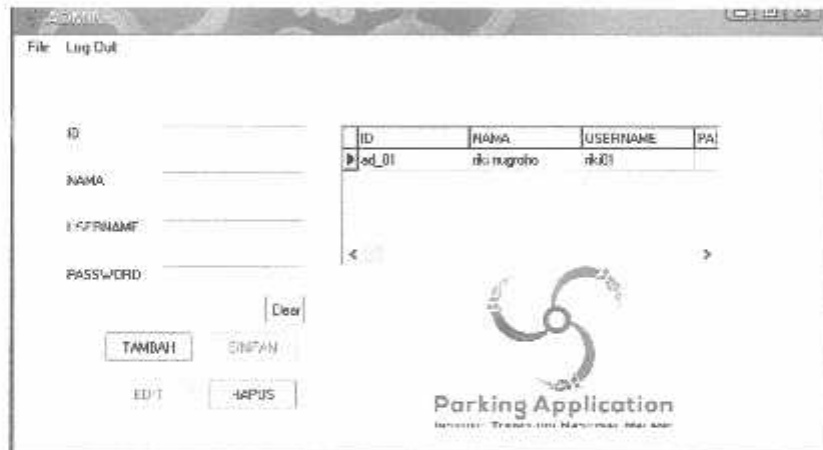 ADMIN
File Log Out
ID
NAMA
USERNAME
PASSWORD
Clear
TAMBAH SIMPAN
EDIT HAPUS
ID NAMA USERNAME PA
ad_01 riki nugroho riki01
Parking Application